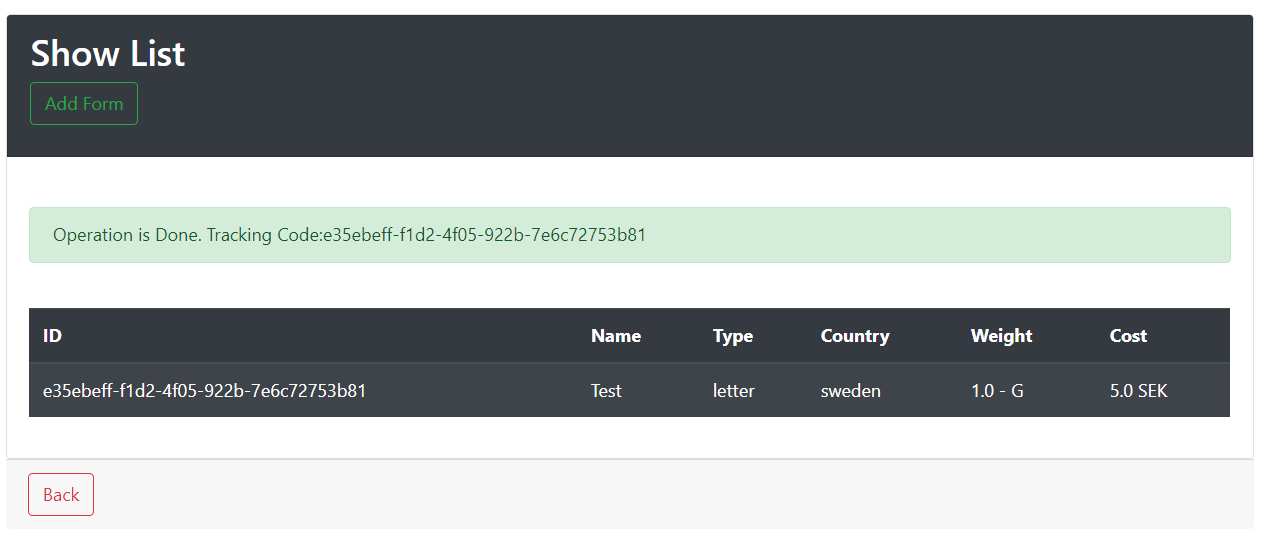 Show List
Add Form
Operation is Done. Tracking Code:e35ebeff-f1d2-4f05-922b-7e6c72753b81
ID Name Type Country Weight Cost
e35ebeff-f1d2-4f05-922b-7e6c72753b81 Test letter sweden 1.0 - G 5.0 SEK
Back